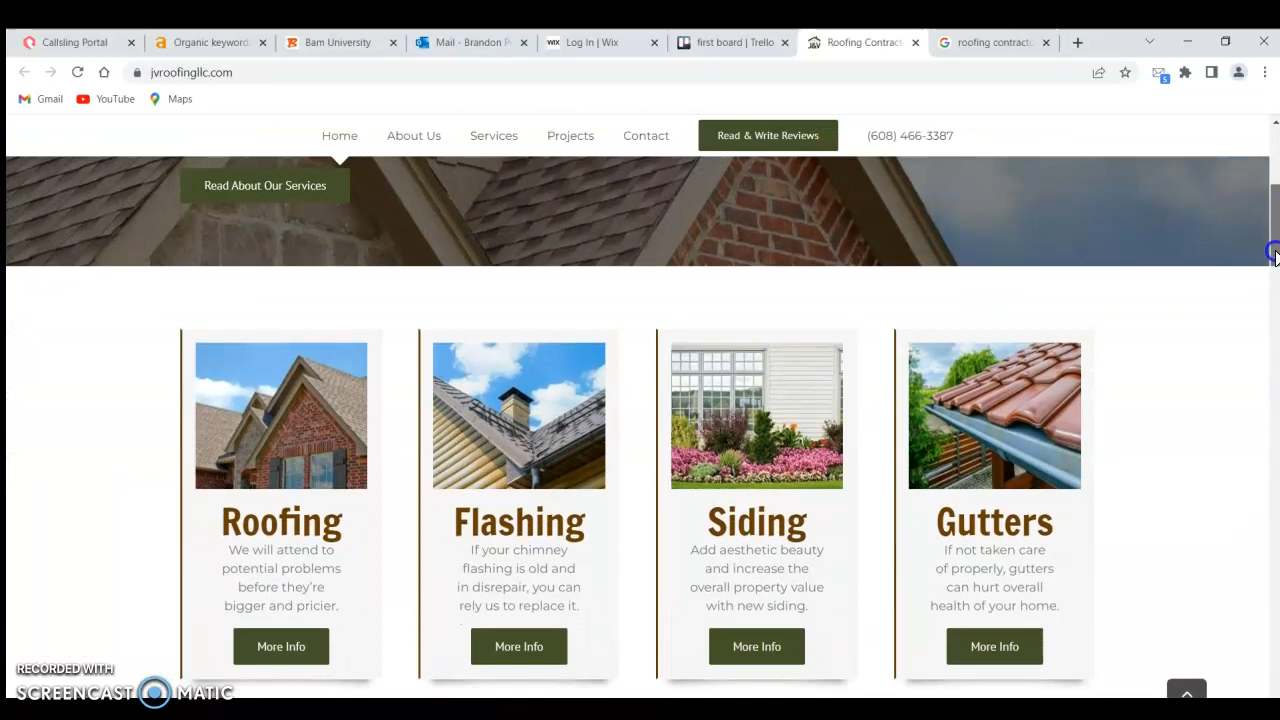 Callsling Portal
Organic keyword
Bam University
Mail - Brandon P
WIX Log In | Wix
first board | Trello
J&V Roofing Contract
roofing contracto
jvroofingllc.com
5
Gmail YouTube Maps
Home About Us Services Projects Contact Read & Write Reviews (608) 466-3387
Read About Our Services
Roofing
We will attend to
potential problems
before they're
bigger and pricier.
More Info
Flashing
If your chimney
flashing is old and
in disrepair, you can
rely us to replace it.
More Info
Siding
Add aesthetic beauty
and increase the
overall property value
with new siding.
More Info
Gutters
If not taken care
of properly, gutters
can hurt overall
health of your home.
More Info
RECORDED WITH
SCREENCAST MATIC